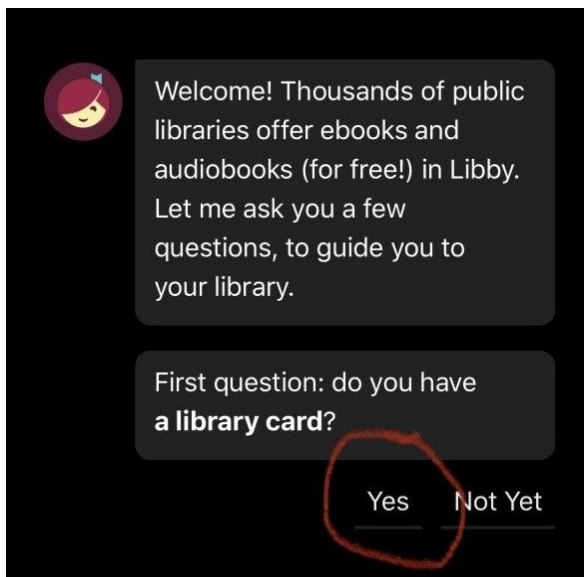 Welcome! Thousands of public
libraries offer ebooks and
audiobooks (for free!) in Libby.
Let me ask you a few
questions, to guide you to
your library.
First question: do you have
a library card?
Yes Not Yet